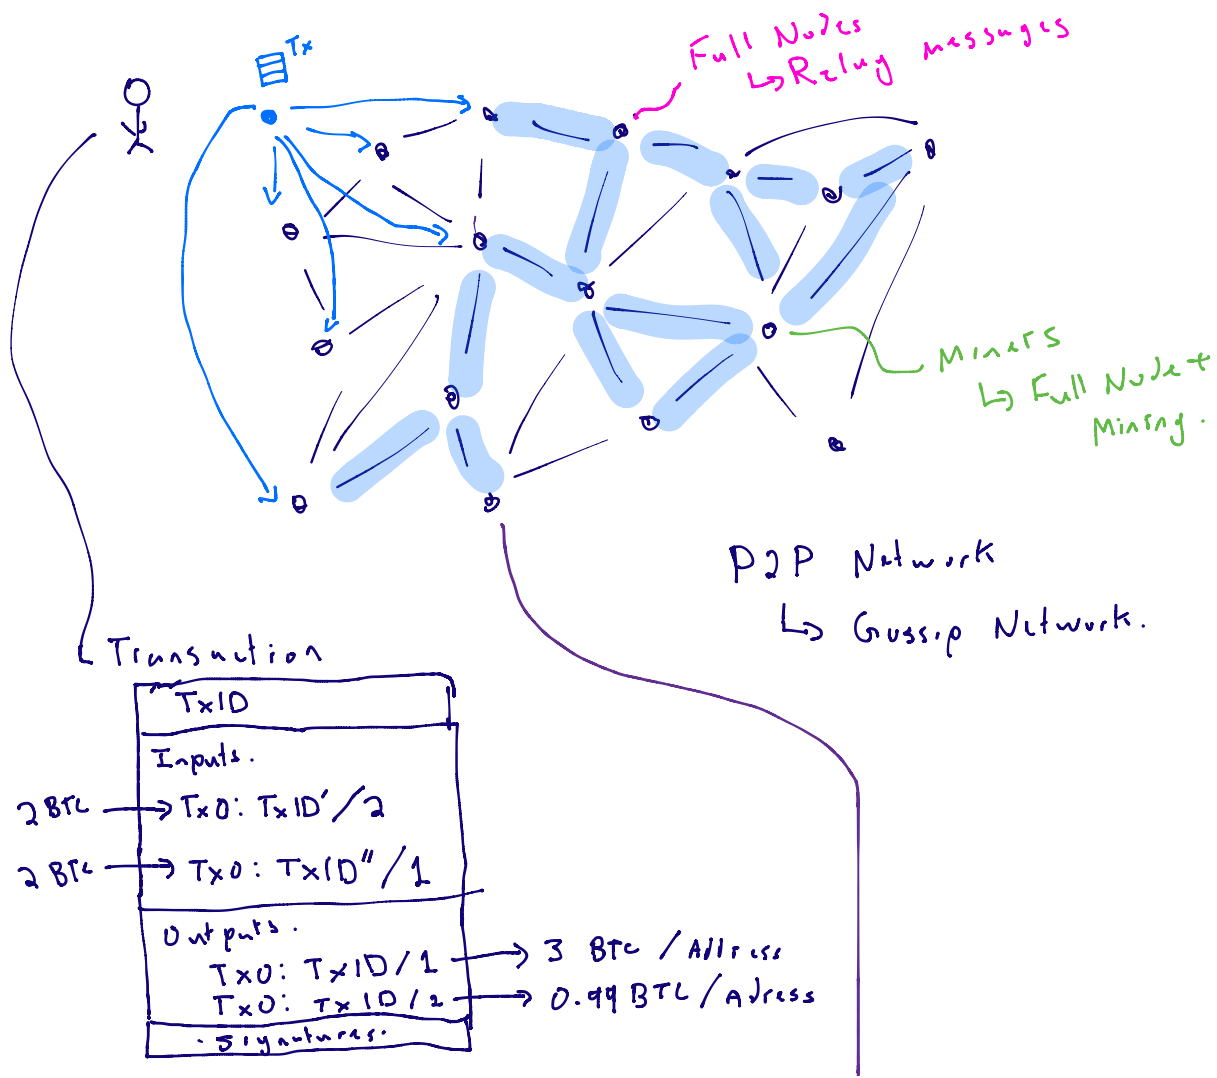 Tx
Full Nodes
↳ Relay messages
Miners
↳ Full Node +
Mining.
P2P Network
↳ Gossip Network.
Transaction
TxID
Inputs.
2 BTC → TxO: TxID'/2
2 BTC → TxO: TxID"/1
Outputs.
TxO: TxID/1 → 3 BTC / Address
TxO: TxID/2 → 0.99 BTC / Adress
. Signatures.